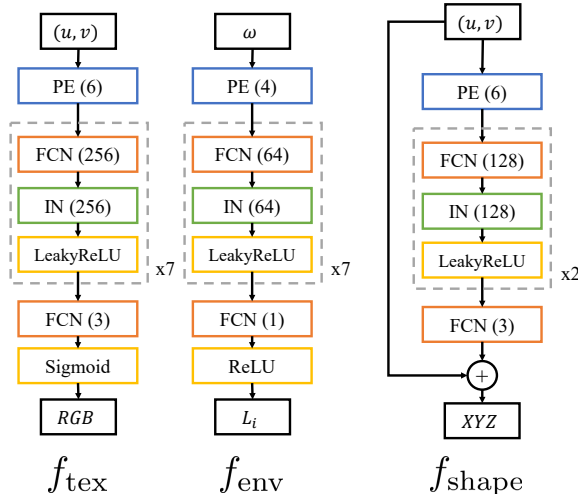 (u, v)
PE (6)
FCN (256)
IN (256)
LeakyReLU
x7
FCN (3)
Sigmoid
RGB
f_tex
ω
PE (4)
FCN (64)
IN (64)
LeakyReLU
x7
FCN (1)
ReLU
L_i
f_env
(u, v)
PE (6)
FCN (128)
IN (128)
LeakyReLU
x2
FCN (3)
+
XYZ
f_shape